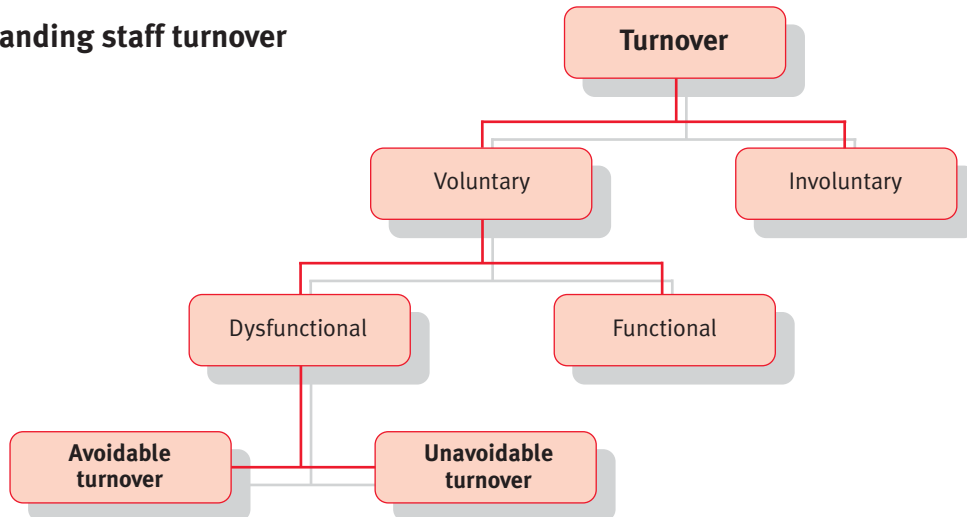 anding staff turnover
Turnover
Voluntary
Involuntary
Dysfunctional
Functional
Avoidable
turnover
Unavoidable
turnover